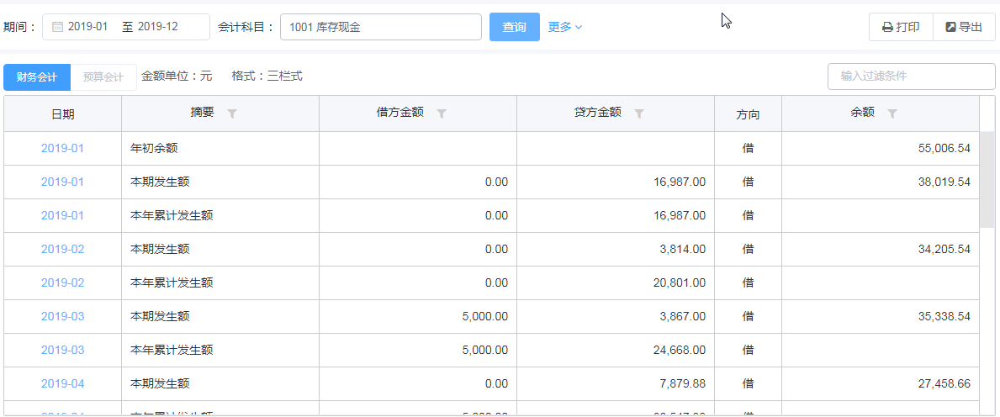 期间： 2019-01 至 2019-12 会计科目： 1001 库存现金 查询 更多 打印 导出
财务会计 预算会计 金额单位：元 格式：三栏式 输入过滤条件
日期 摘要 借方金额 贷方金额 方向 余额
2019-01 年初余额 借 55,006.54
2019-01 本期发生额 0.00 16,987.00 借 38,019.54
2019-01 本年累计发生额 0.00 16,987.00 借
2019-02 本期发生额 0.00 3,814.00 借 34,205.54
2019-02 本年累计发生额 0.00 20,801.00 借
2019-03 本期发生额 5,000.00 3,867.00 借 35,338.54
2019-03 本年累计发生额 5,000.00 24,668.00 借
2019-04 本期发生额 0.00 7,879.88 借 27,458.66